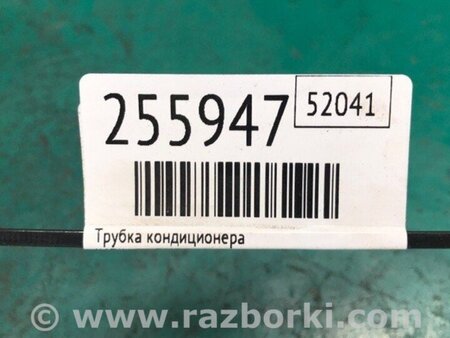 255947 52041
Трубка кондиционера
© www.razborki.com